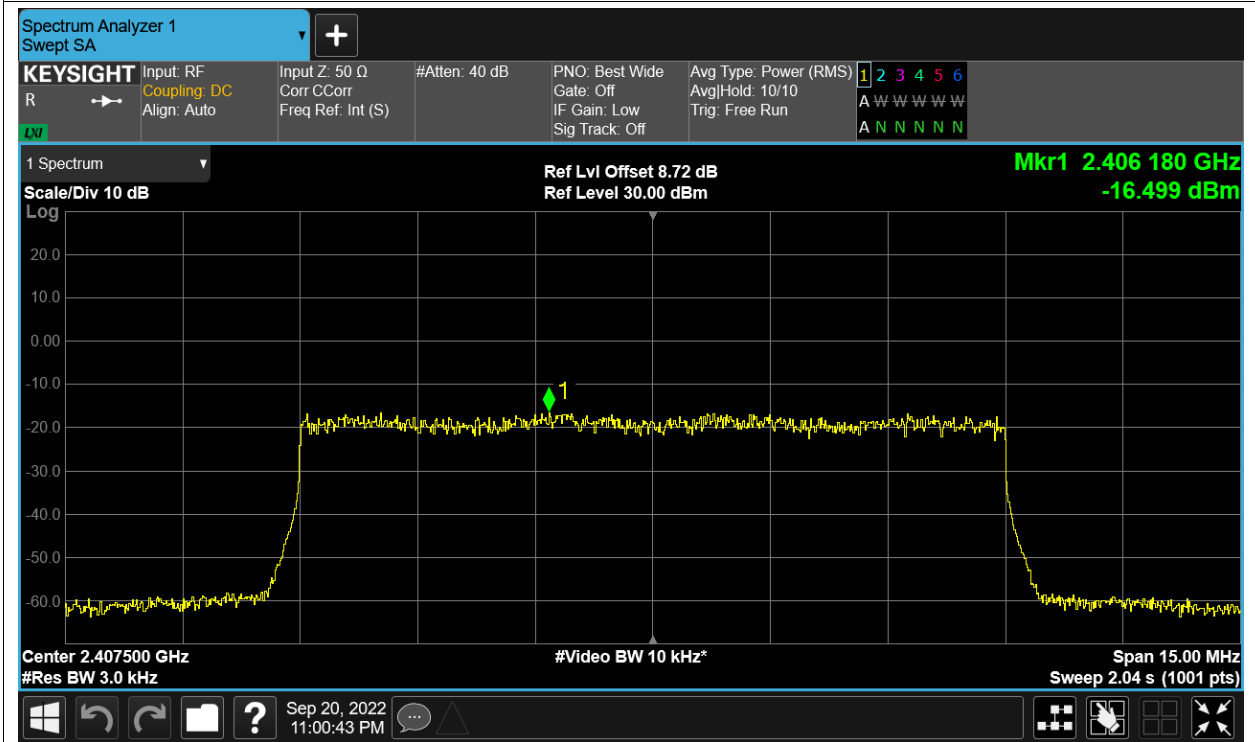 Spectrum Analyzer 1
Swept SA
+
KEYSIGHT
R
LXI
Input: RF
Coupling: DC
Align: Auto
Input Z: 50 Ω
Corr CCorr
Freq Ref: Int (S)
#Atten: 40 dB
PNO: Best Wide
Gate: Off
IF Gain: Low
Sig Track: Off
Avg Type: Power (RMS)
Avg|Hold: 10/10
Trig: Free Run
1 2 3 4 5 6
A W W W W W
A N N N N N
1 Spectrum
Scale/Div 10 dB
Log
Ref Lvl Offset 8.72 dB
Ref Level 30.00 dBm
Mkr1 2.406 180 GHz
-16.499 dBm
20.0
10.0
0.00
-10.0
1
-20.0
-30.0
-40.0
-50.0
-60.0
Center 2.407500 GHz
#Res BW 3.0 kHz
#Video BW 10 kHz*
Span 15.00 MHz
Sweep 2.04 s (1001 pts)
?
Sep 20, 2022
11:00:43 PM